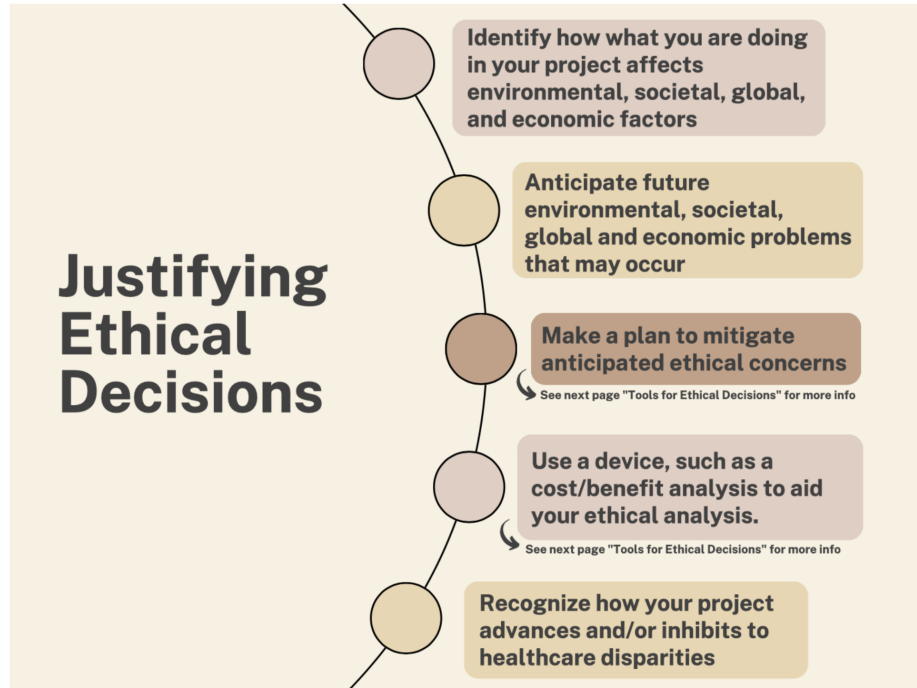 Justifying
Ethical
Decisions
Identify how what you are doing
in your project affects
environmental, societal, global,
and economic factors
Anticipate future
environmental, societal,
global and economic problems
that may occur
Make a plan to mitigate
anticipated ethical concerns
See next page "Tools for Ethical Decisions" for more info
Use a device, such as a
cost/benefit analysis to aid
your ethical analysis.
See next page "Tools for Ethical Decisions" for more info
Recognize how your project
advances and/or inhibits to
healthcare disparities